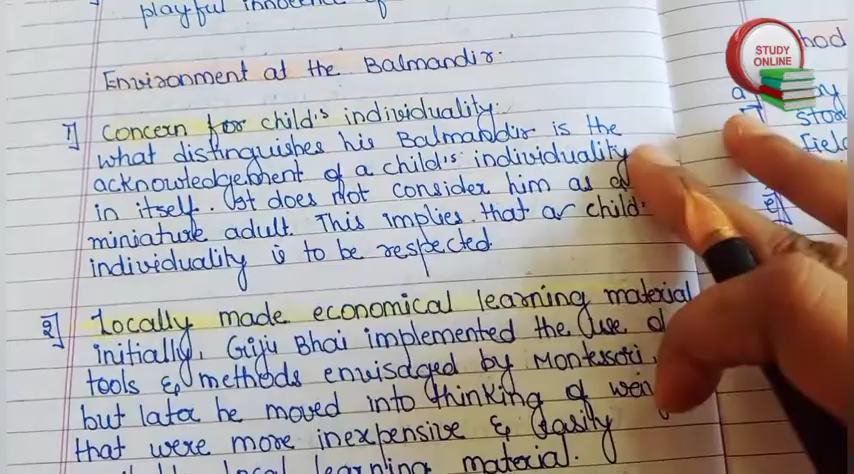 playful innocence of
Environment at the Balmandir.
1] Concern for child's individuality.
what distinguishes his Balmandir is the
acknowledgement of a child's individuality
in itself. It does not consider him as a
miniature adult. This implies that a child'
individuality is to be respected
2] Locally made economical learning material
initially, Giju Bhai implemented the use of
tools & methods envisaged by Montessori,
but later he moved into thinking of
that were more inexpensive & easily
local learning material.
STUDY
ONLINE